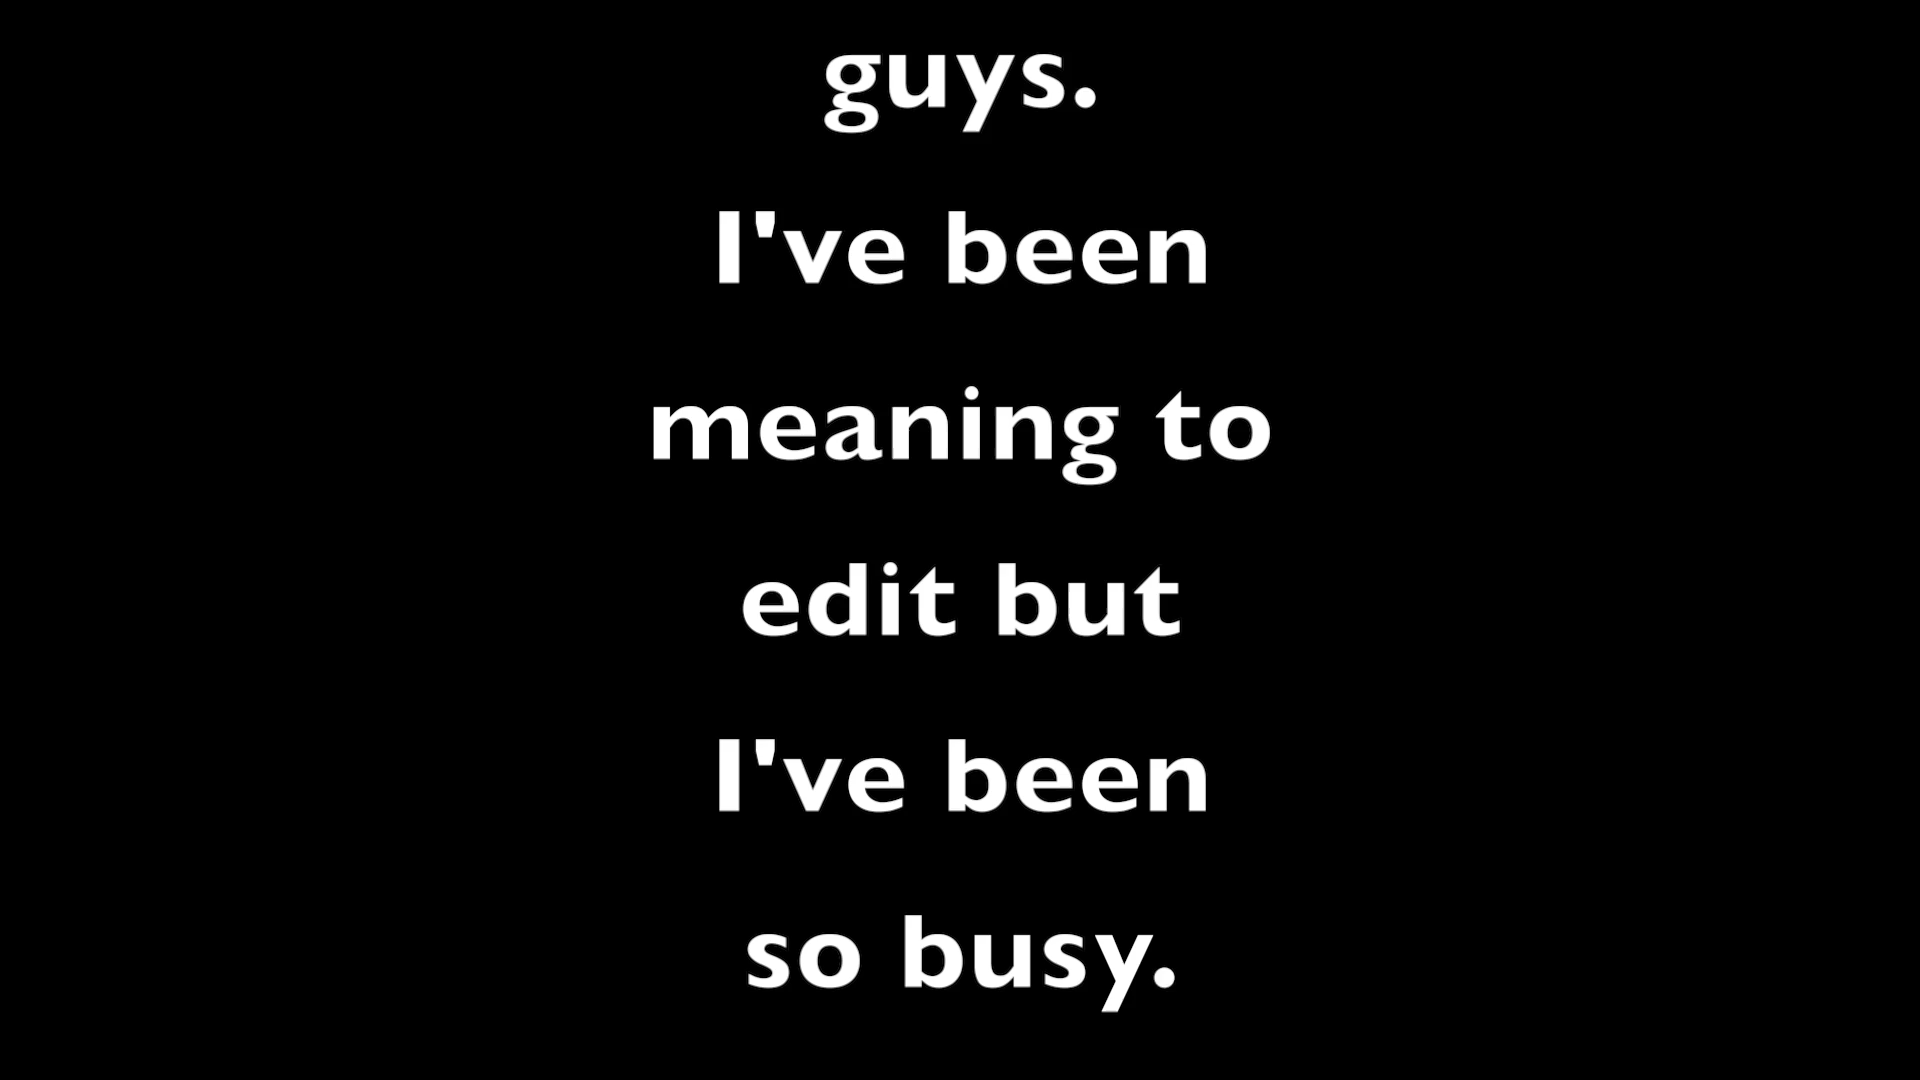 guys.
I've been
meaning to
edit but
I've been
so busy.